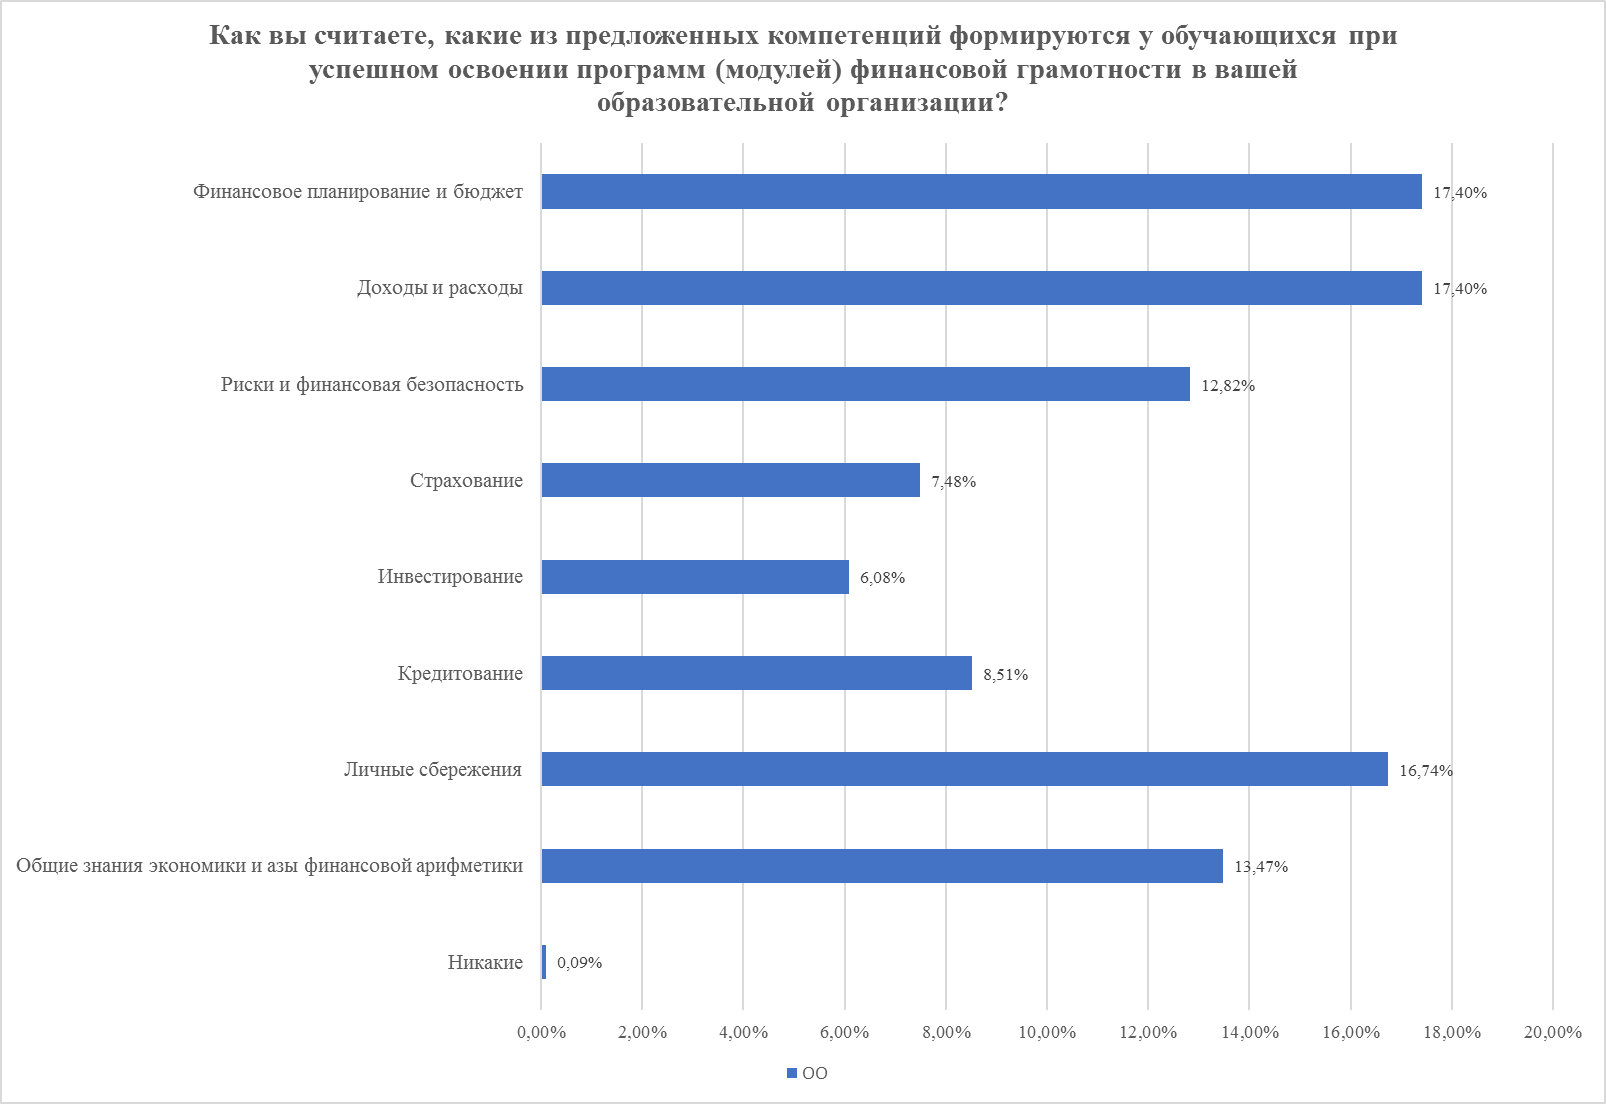 Как вы считаете, какие из предложенных компетенций формируются у обучающихся при
успешном освоении программ (модулей) финансовой грамотности в вашей
образовательной организации?
Финансовое планирование и бюджет 17,40%
Доходы и расходы 17,40%
Риски и финансовая безопасность 12,82%
Страхование 7,48%
Инвестирование 6,08%
Кредитование 8,51%
Личные сбережения 16,74%
Общие знания экономики и азы финансовой арифметики 13,47%
Никакие 0,09%
0,00% 2,00% 4,00% 6,00% 8,00% 10,00% 12,00% 14,00% 16,00% 18,00% 20,00%
ОО